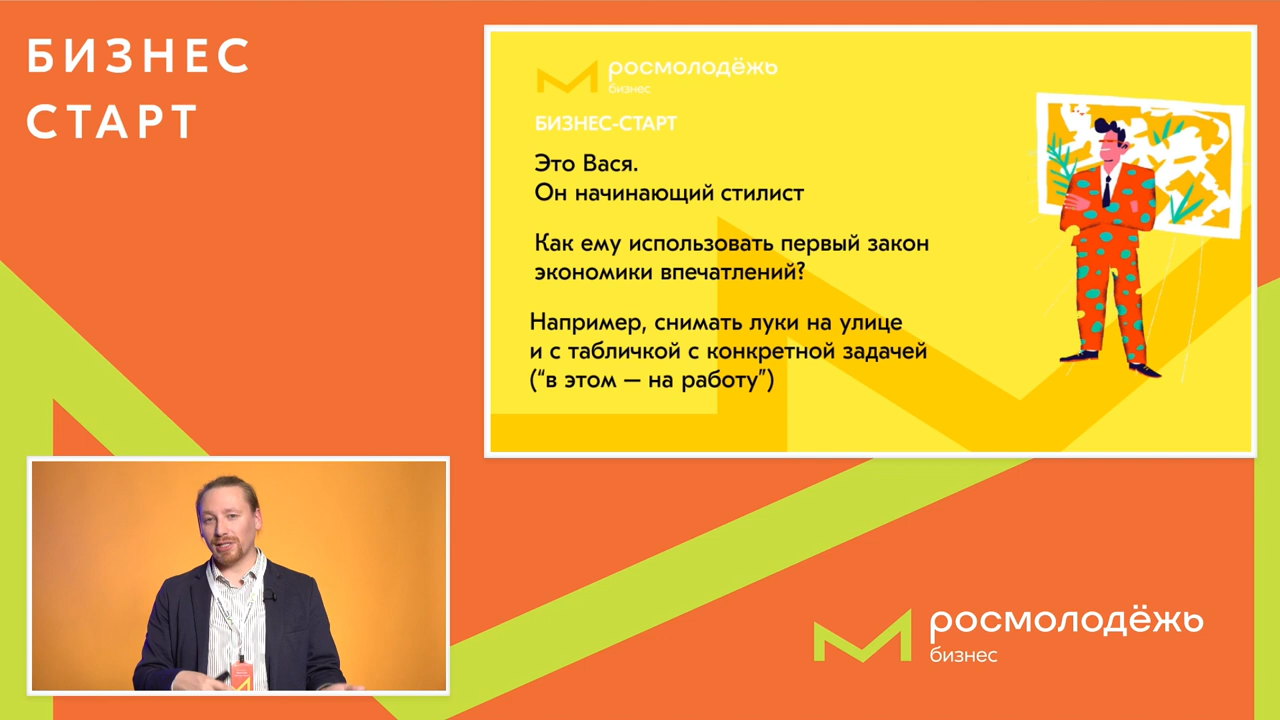 БИЗНЕС
СТАРТ
росмолодёжь
бизнес
БИЗНЕС-СТАРТ
Это Вася.
Он начинающий стилист
Как ему использовать первый закон
экономики впечатлений?
Например, снимать луки на улице
и с табличкой с конкретной задачей
(“в этом — на работу”)
росмолодёжь
бизнес